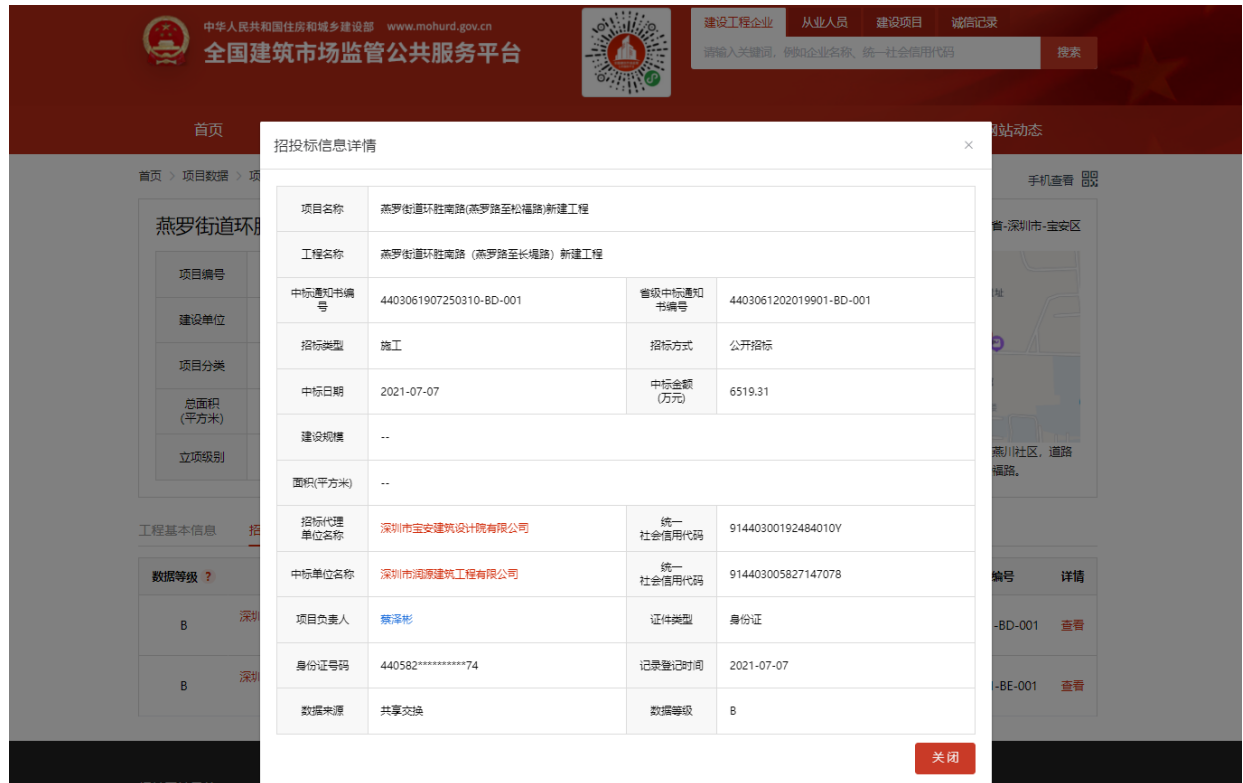 中华人民共和国住房和城乡建设部 www.mohurd.gov.cn
全国建筑市场监管公共服务平台
建设工程企业 从业人员 建设项目 诚信记录
请输入关键词，例如企业名称、统一社会信用代码
搜索
首页
网站动态
招投标信息详情
×
首页 > 项目数据 > 项
手机查看
燕罗街道环胜
省-深圳市-宝安区
项目编号
建设单位
项目分类
总面积
(平方米)
立项级别
燕川社区，道路
福路。
项目名称 燕罗街道环胜南路(燕罗路至松福路)新建工程
工程名称 燕罗街道环胜南路（燕罗路至长堤路）新建工程
中标通知书编
号
4403061907250310-BD-001
省级中标通知
书编号
4403061202019901-BD-001
招标类型 施工 招标方式 公开招标
中标日期 2021-07-07
中标金额
(万元)
6519.31
建设规模 --
面积(平方米) --
招标代理
单位名称
深圳市宝安建筑设计院有限公司
统一
社会信用代码
91440300192484010Y
中标单位名称 深圳市润源建筑工程有限公司
统一
社会信用代码
914403005827147078
项目负责人 蔡泽彬 证件类型 身份证
身份证号码 440582**********74 记录登记时间 2021-07-07
数据来源 共享交换 数据等级 B
关闭
工程基本信息 招
数据等级 ? 编号 详情
B 深圳 -BD-001 查看
B 深圳 -BE-001 查看